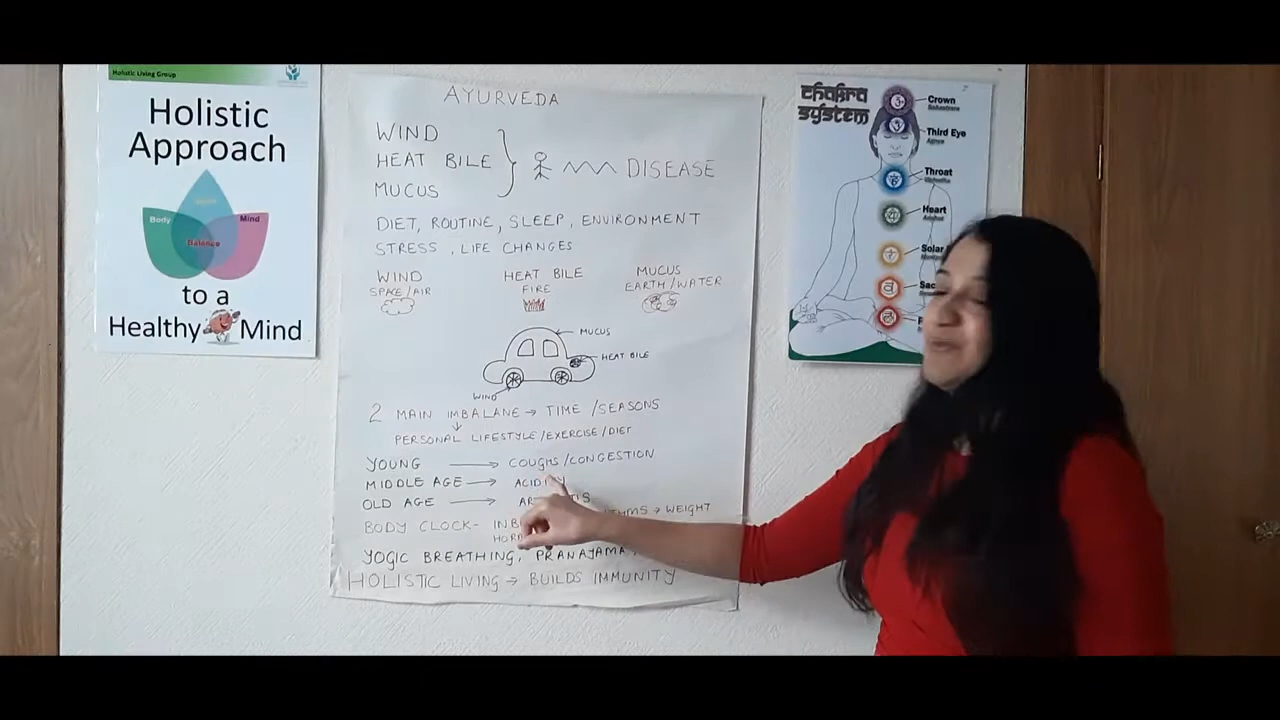 Holistic Living Group
Holistic
Approach
Body
Mind
Balance
to a
Healthy Mind
AYURVEDA
WIND
HEAT BILE
MUCUS
DISEASE
DIET, ROUTINE, SLEEP, ENVIRONMENT
STRESS, LIFE CHANGES
WIND
SPACE/AIR
HEAT BILE
FIRE
MUCUS
EARTH/WATER
MUCUS
HEAT BILE
WIND
2 MAIN IMBALANE → TIME /SEASONS
PERSONAL LIFESTYLE/EXERCISE/DIET
YOUNG → COUGHS/CONGESTION
MIDDLE AGE →
OLD AGE →
BODY CLOCK- → WEIGHT
YOGIC BREATHING, PRANAYAMA,
HOLISTIC LIVING → BUILDS IMMUNITY
Chakra
System
Crown
Third Eye
Throat
Heart
Solar